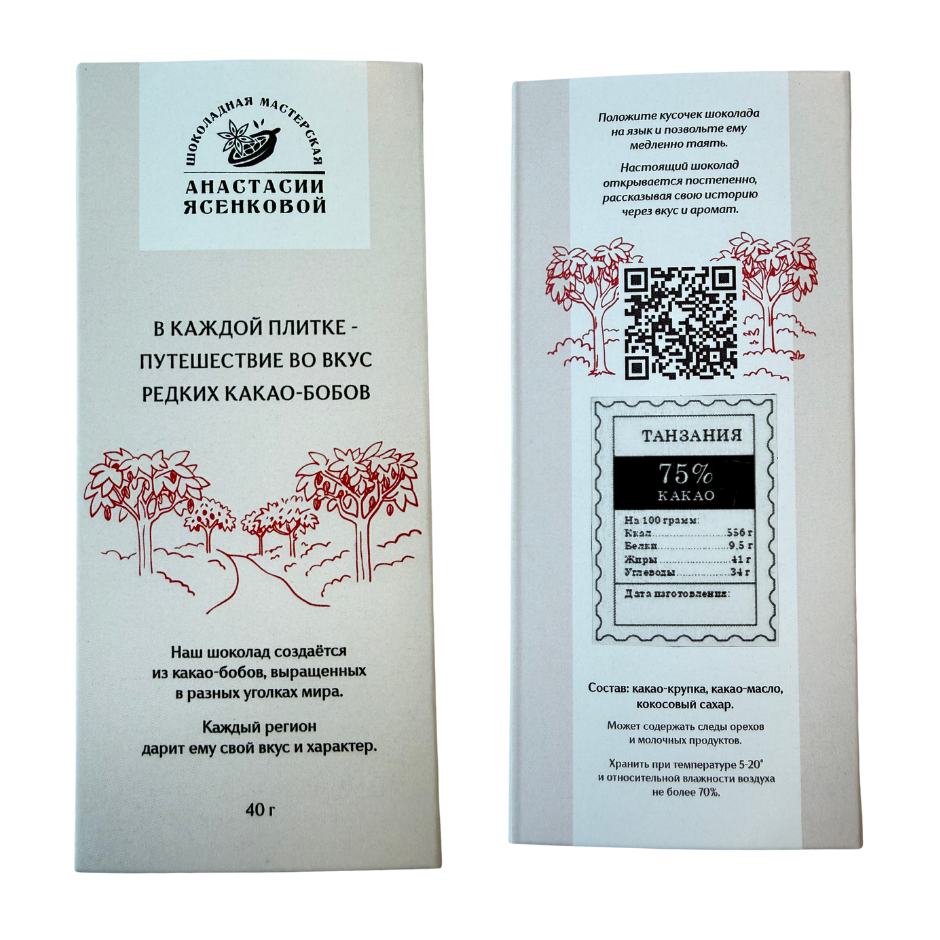 ШОКОЛАДНАЯ МАСТЕРСКАЯ
АНАСТАСИИ
ЯСЕНКОВОЙ
В КАЖДОЙ ПЛИТКЕ -
ПУТЕШЕСТВИЕ ВО ВКУС
РЕДКИХ КАКАО-БОБОВ
Наш шоколад создаётся
из какао-бобов, выращенных
в разных уголках мира.
Каждый регион
дарит ему свой вкус и характер.
40 г
Положите кусочек шоколада
на язык и позвольте ему
медленно таять.
Настоящий шоколад
открывается постепенно,
рассказывая свою историю
через вкус и аромат.
ТАНЗАНИЯ
75%
КАКАО
На 100 грамм:
Ккал 556 г
Белки 9,5 г
Жиры 41 г
Углеводы 34 г
Дата изготовления:
Состав: какао-крупка, какао-масло,
кокосовый сахар.
Может содержать следы орехов
и молочных продуктов.
Хранить при температуре 5-20°
и относительной влажности воздуха
не более 70%.